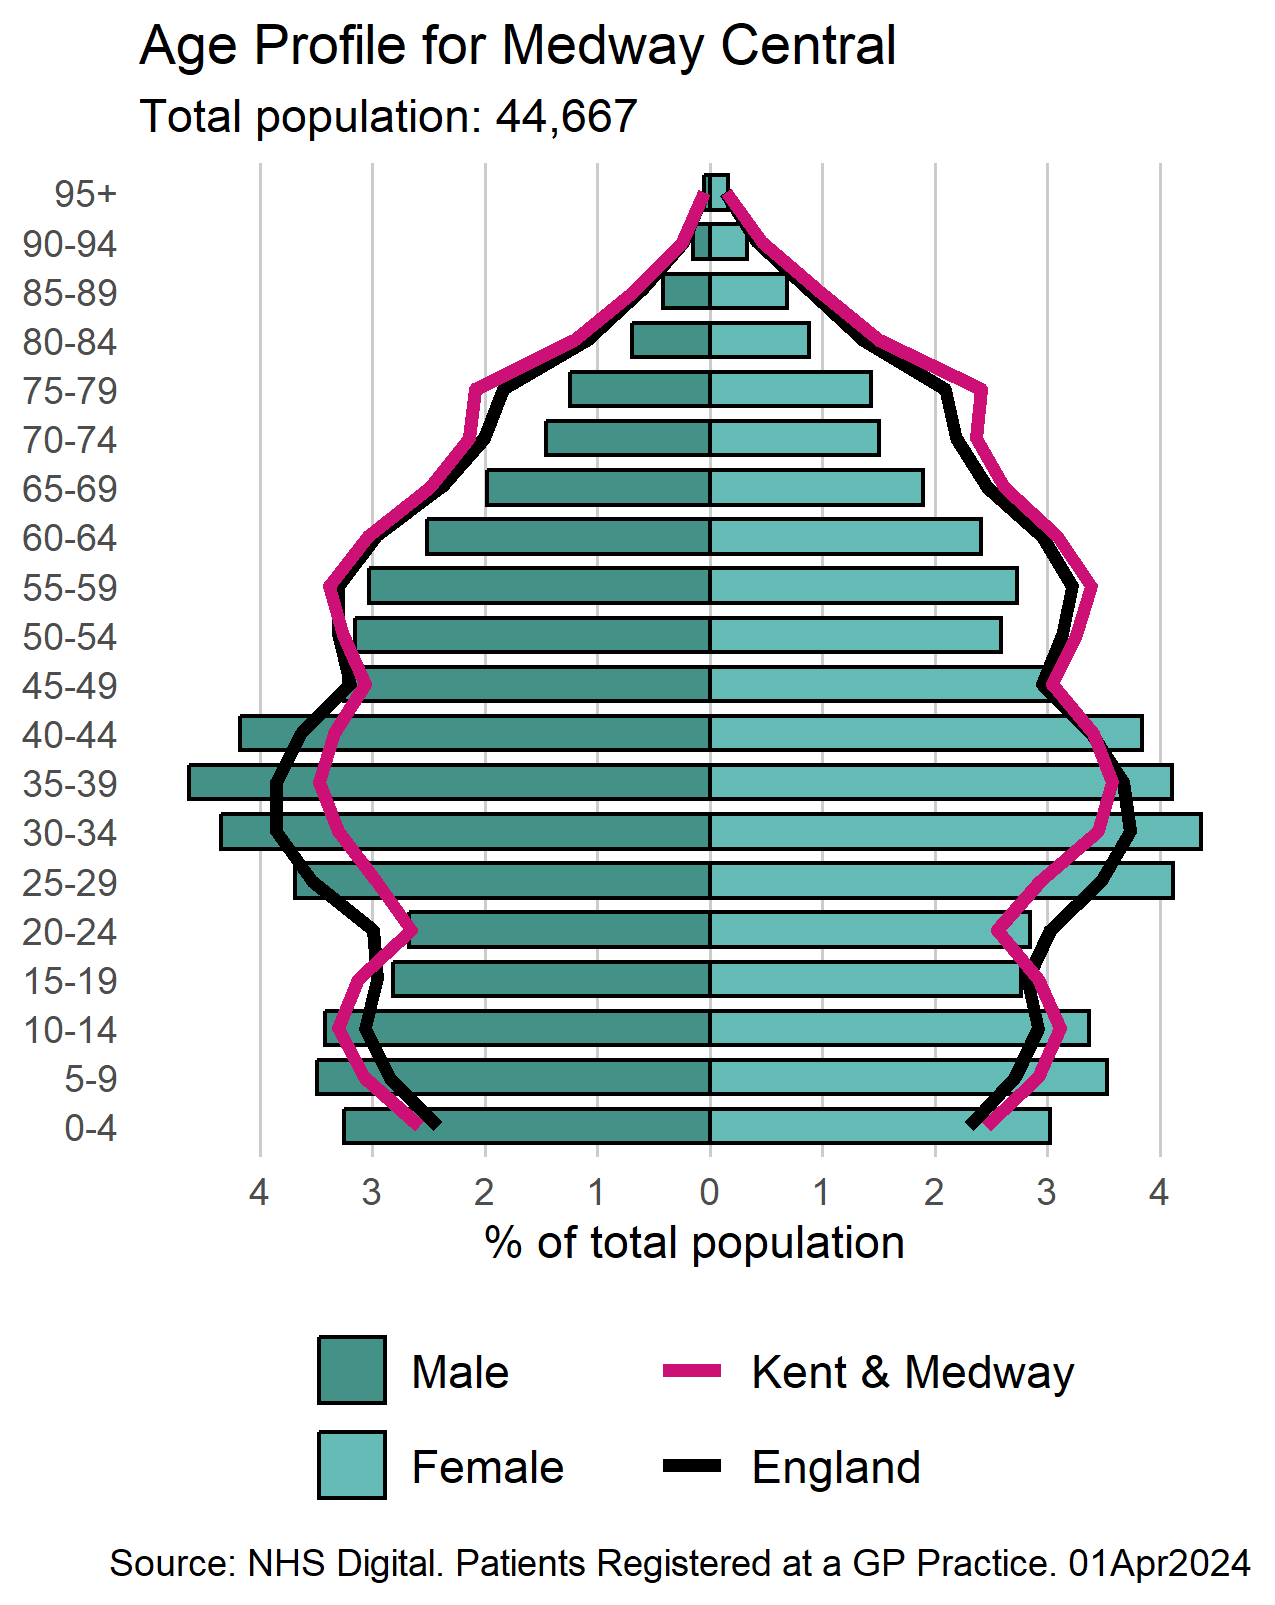 Age Profile for Medway Central
Total population: 44,667
95+
90-94
85-89
80-84
75-79
70-74
65-69
60-64
55-59
50-54
45-49
40-44
35-39
30-34
25-29
20-24
15-19
10-14
5-9
0-4
4 3 2 1 0 1 2 3 4
% of total population
Male Kent & Medway
Female England
Source: NHS Digital. Patients Registered at a GP Practice. 01Apr2024